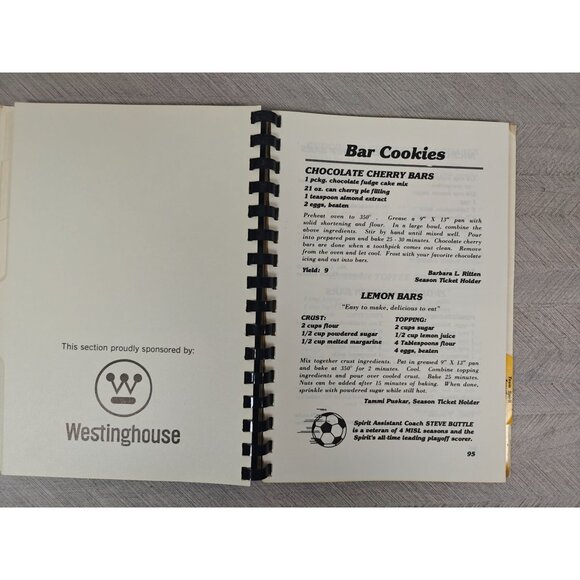 This section proudly sponsored by:
Westinghouse
Bar Cookies
CHOCOLATE CHERRY BARS
1 pckg. chocolate fudge cake mix
21 oz. can cherry pie filling
1 teaspoon almond extract
2 eggs, beaten
Preheat oven to 350°. Grease a 9" X 13" pan with
solid shortening and flour. In a large bowl, combine the
above ingredients. Stir by hand until mixed well. Pour
into prepared pan and bake 25 - 30 minutes. Chocolate cherry
bars are done when a toothpick comes out clean. Remove
from the oven and let cool. Frost with your favorite chocolate
icing and cut into bars.
Yield: 9
Barbara L. Ritten
Season Ticket Holder
LEMON BARS
"Easy to make, delicious to eat"
CRUST:
2 cups flour
1/2 cup powdered sugar
1/2 cup melted margarine
TOPPING:
2 cups sugar
1/2 cup lemon juice
4 Tablespoons flour
4 eggs, beaten
Mix together crust ingredients. Pat in greased 9" X 13" pan
and bake at 350° for 2 minutes. Cool. Combine topping
ingredients and pour over cooled crust. Bake 25 minutes.
Nuts can be added after 15 minutes of baking. When done,
sprinkle with powdered sugar while still hot.
Tammi Puskar, Season Ticket Holder
Spirit Assistant Coach STEVE BUTTLE
is a veteran of 4 MISL seasons and the
Spirit's all-time leading playoff scorer.
95